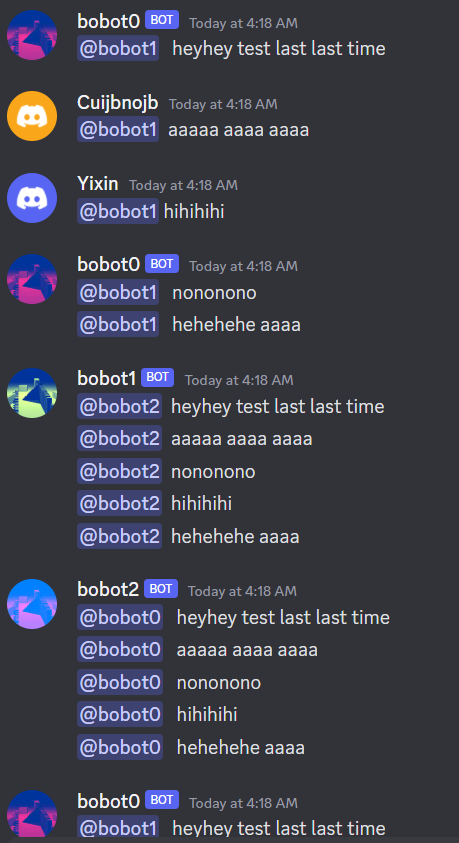 bobot0 BOT Today at 4:18 AM
@bobot1 heyhey test last last time
Cuijbnojb Today at 4:18 AM
@bobot1 aaaaa aaaa aaaa
Yixin Today at 4:18 AM
@bobot1 hihihihi
bobot0 BOT Today at 4:18 AM
@bobot1 nononono
@bobot1 hehehehe aaaa
bobot1 BOT Today at 4:18 AM
@bobot2 heyhey test last last time
@bobot2 aaaaa aaaa aaaa
@bobot2 nononono
@bobot2 hihihihi
@bobot2 hehehehe aaaa
bobot2 BOT Today at 4:18 AM
@bobot0 heyhey test last last time
@bobot0 aaaaa aaaa aaaa
@bobot0 nononono
@bobot0 hihihihi
@bobot0 hehehehe aaaa
bobot0 BOT Today at 4:18 AM
@bobot1 heyhey test last last time